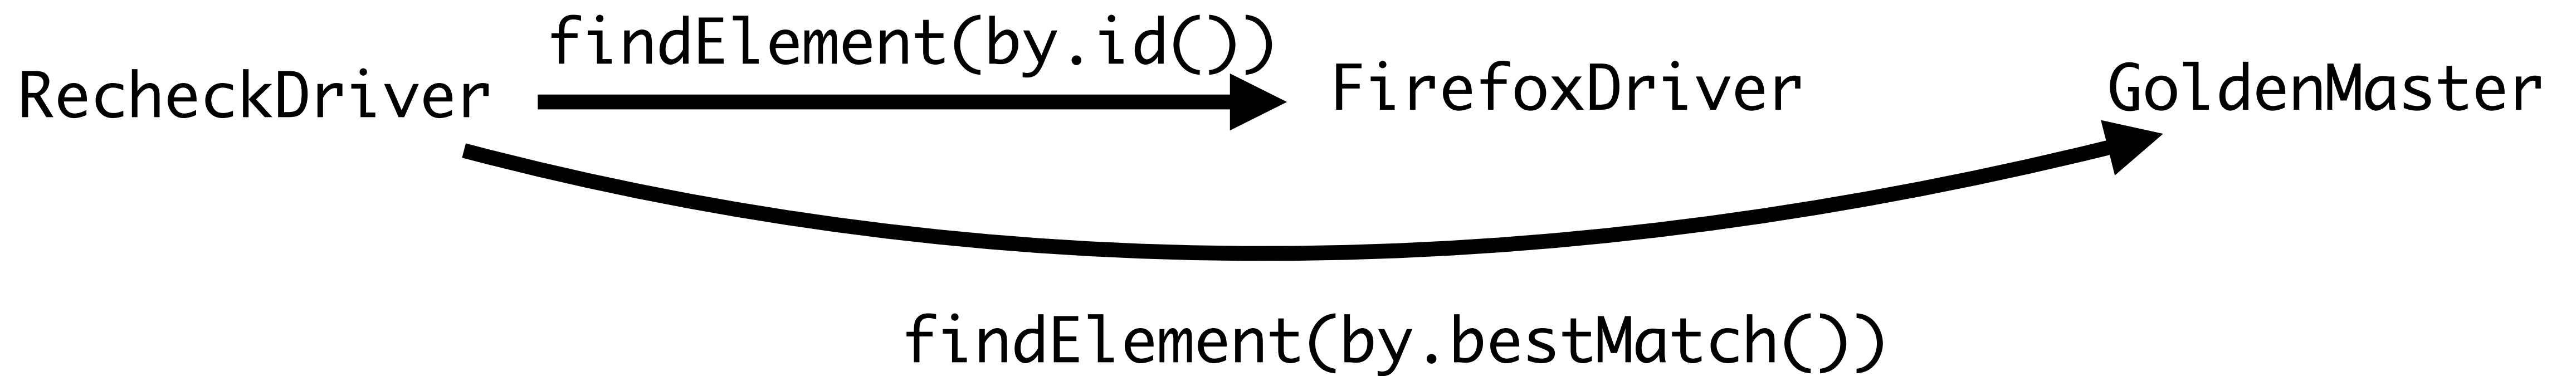 findElement(by.id())
RecheckDriver FirefoxDriver GoldenMaster
findElement(by.bestMatch())